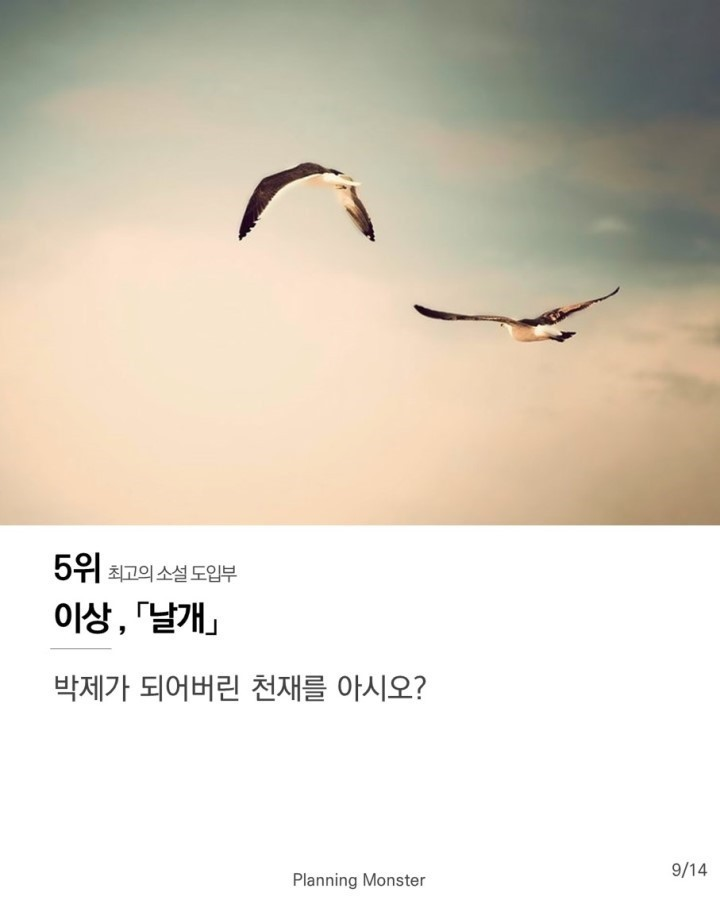 5위 최고의 소설 도입부
이상, 「날개」
박제가 되어버린 천재를 아시오?
9/14
Planning Monster